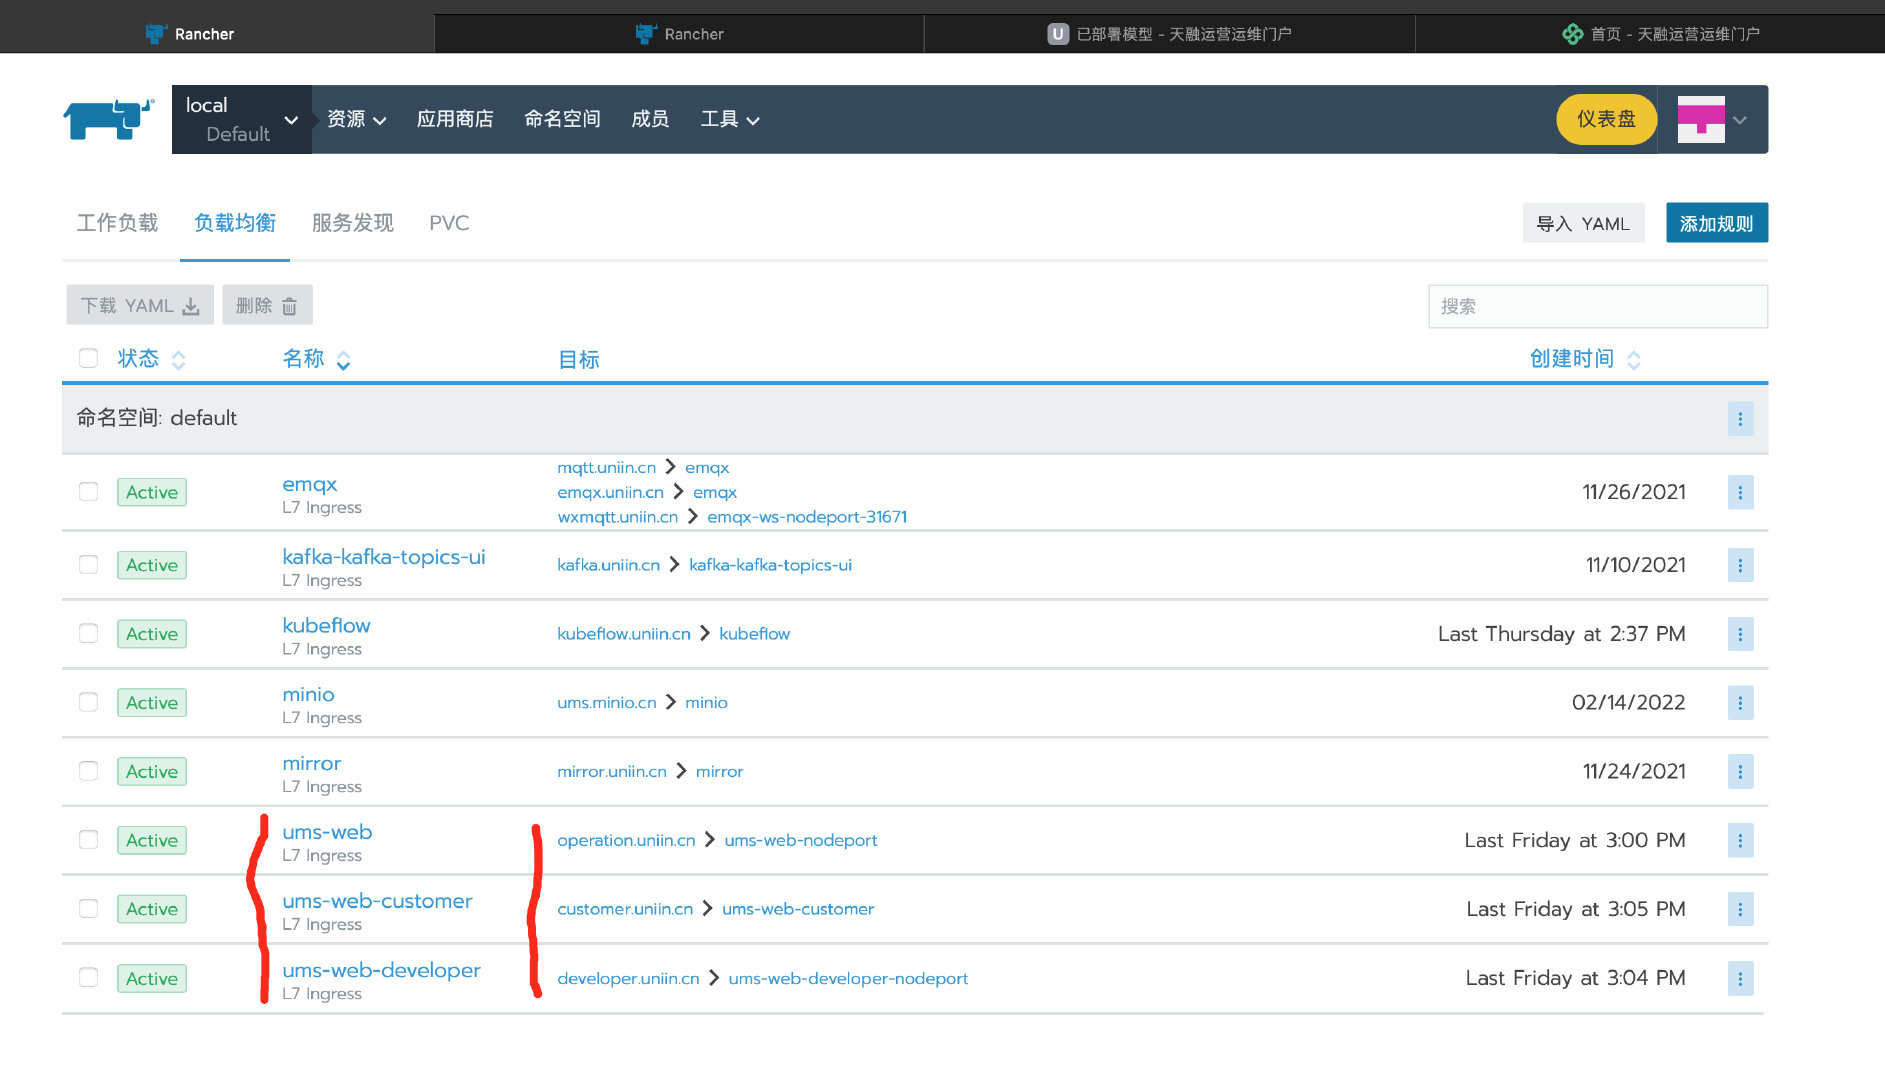 Rancher
Rancher
U 已部署模型 - 天融运营运维门户
首页 - 天融运营运维门户
local
Default
资源
应用商店
命名空间
成员
工具
仪表盘
工作负载
负载均衡
服务发现
PVC
导入 YAML
添加规则
下载 YAML
删除
搜索
状态
名称
目标
创建时间
命名空间: default
Active
emqx
L7 Ingress
mqtt.uniin.cn > emqx
emqx.uniin.cn > emqx
wxmqtt.uniin.cn > emqx-ws-nodeport-31671
11/26/2021
Active
kafka-kafka-topics-ui
L7 Ingress
kafka.uniin.cn > kafka-kafka-topics-ui
11/10/2021
Active
kubeflow
L7 Ingress
kubeflow.uniin.cn > kubeflow
Last Thursday at 2:37 PM
Active
minio
L7 Ingress
ums.minio.cn > minio
02/14/2022
Active
mirror
L7 Ingress
mirror.uniin.cn > mirror
11/24/2021
Active
ums-web
L7 Ingress
operation.uniin.cn > ums-web-nodeport
Last Friday at 3:00 PM
Active
ums-web-customer
L7 Ingress
customer.uniin.cn > ums-web-customer
Last Friday at 3:05 PM
Active
ums-web-developer
L7 Ingress
developer.uniin.cn > ums-web-developer-nodeport
Last Friday at 3:04 PM